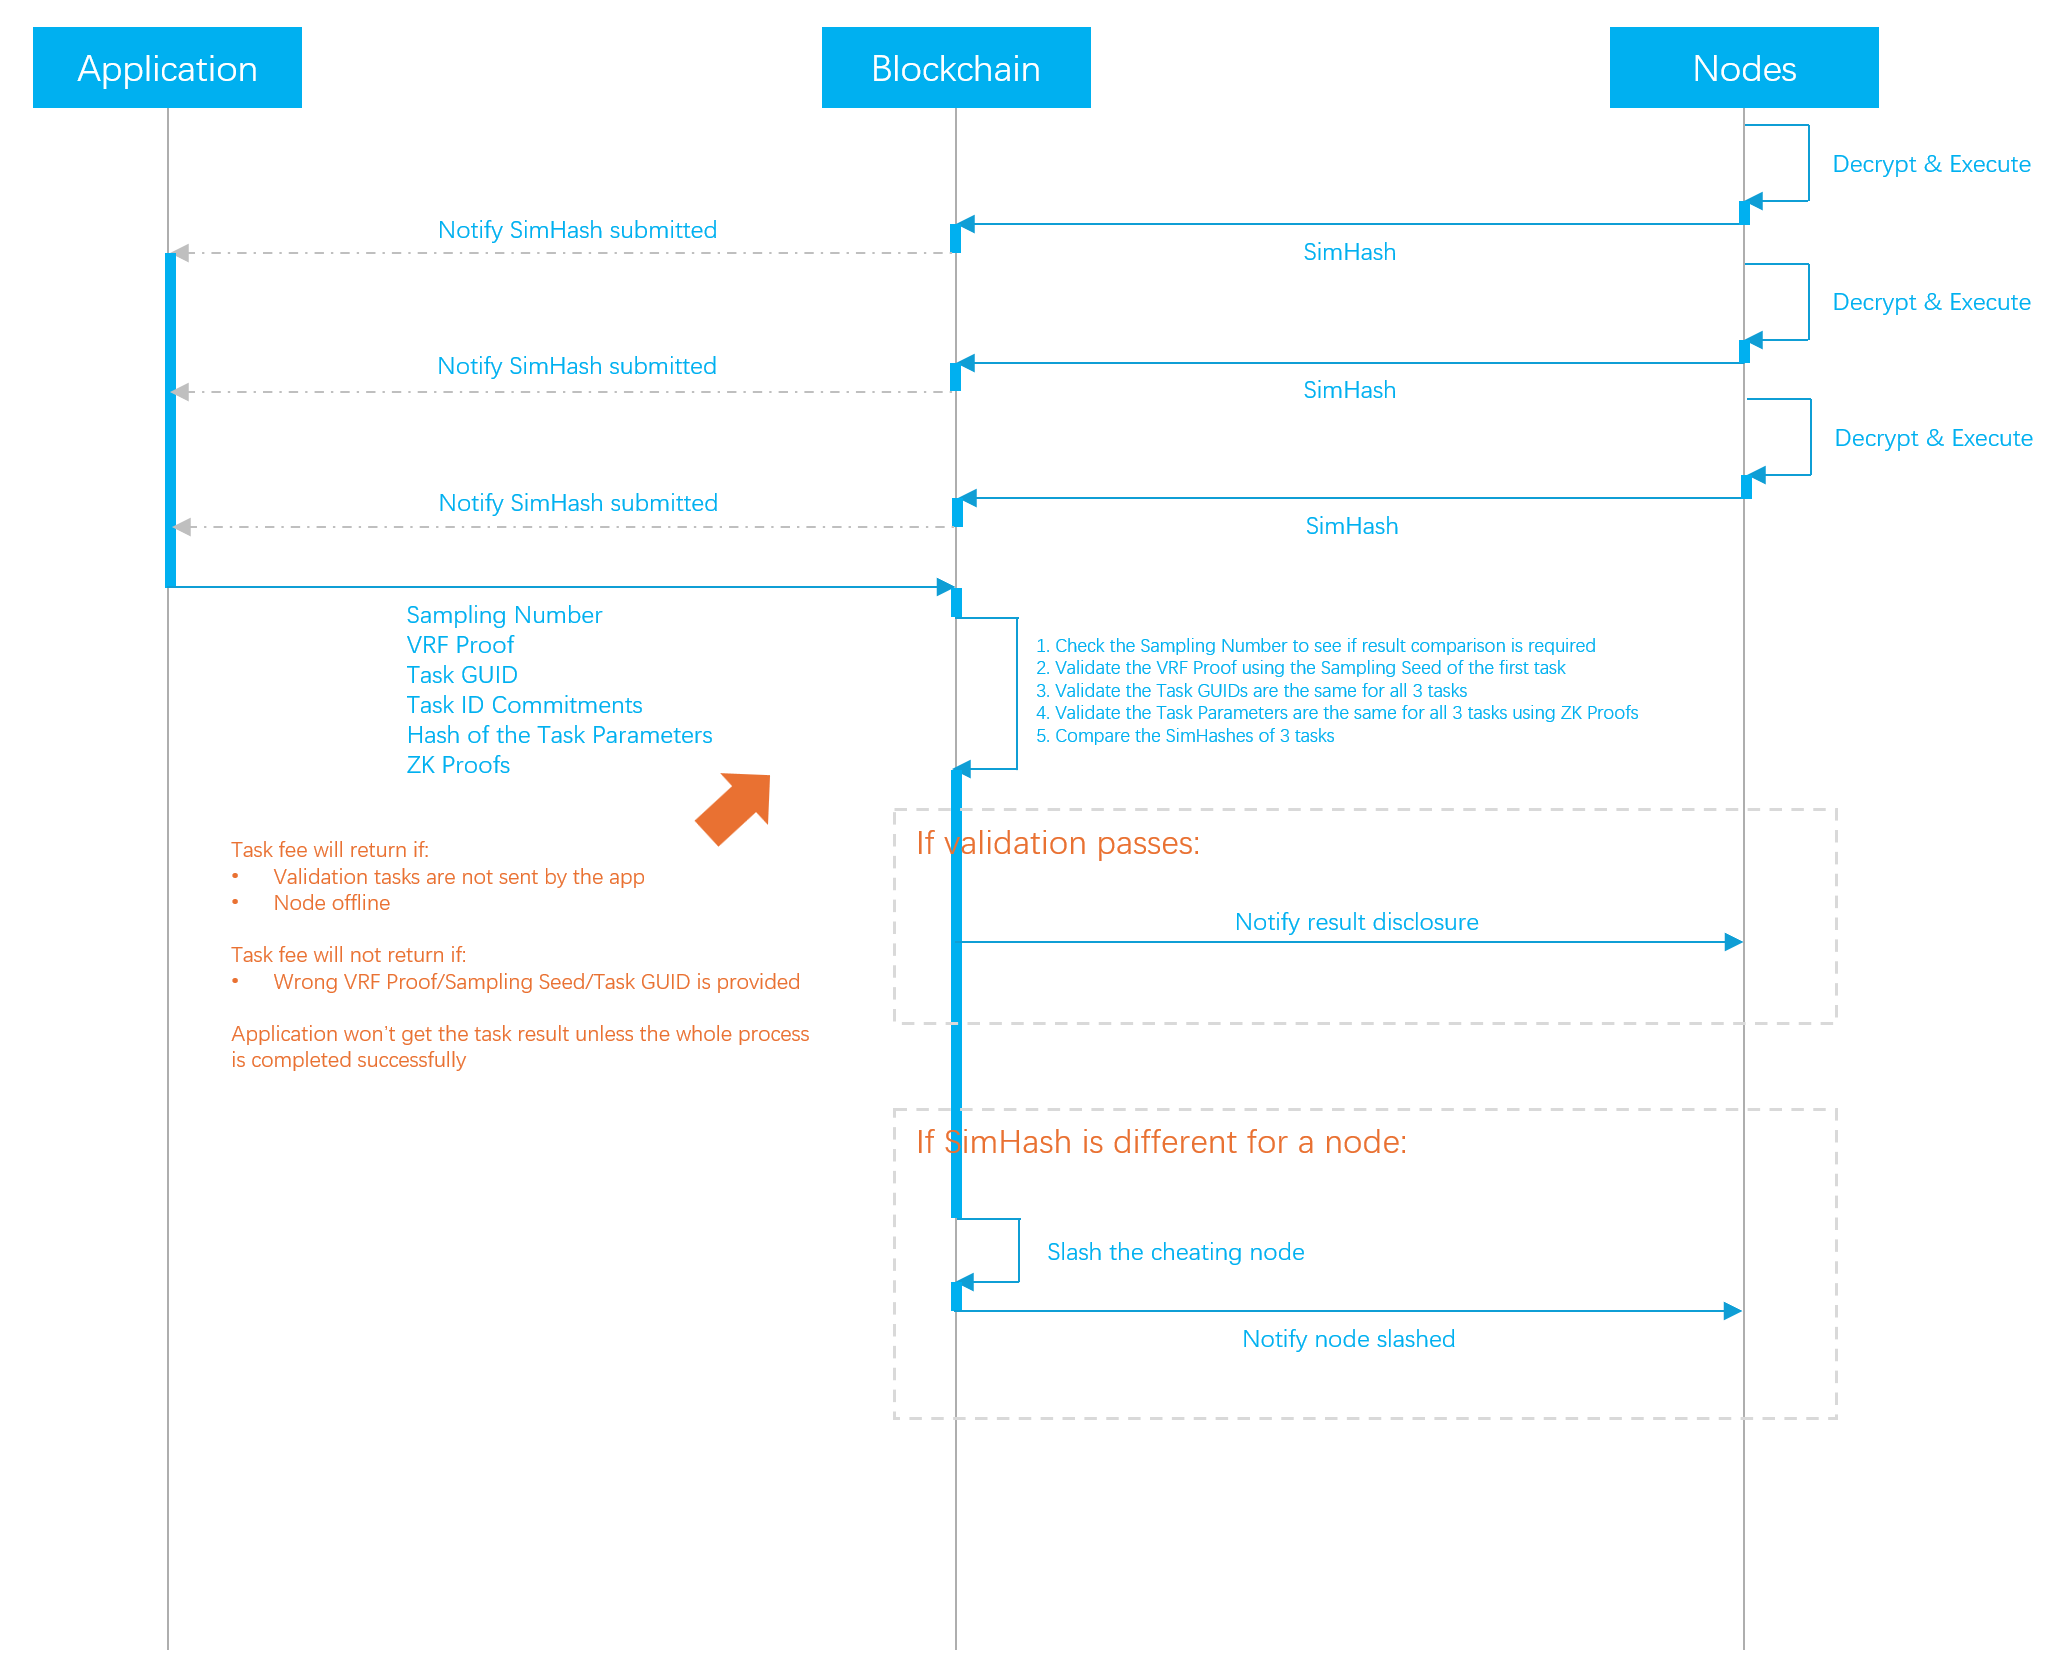 Application
Blockchain
Nodes
Decrypt & Execute
Notify SimHash submitted
SimHash
Decrypt & Execute
Notify SimHash submitted
SimHash
Decrypt & Execute
Notify SimHash submitted
SimHash
Sampling Number
VRF Proof
Task GUID
Task ID Commitments
Hash of the Task Parameters
ZK Proofs
1. Check the Sampling Number to see if result comparison is required
2. Validate the VRF Proof using the Sampling Seed of the first task
3. Validate the Task GUIDs are the same for all 3 tasks
4. Validate the Task Parameters are the same for all 3 tasks using ZK Proofs
5. Compare the SimHashes of 3 tasks
Task fee will return if:
• Validation tasks are not sent by the app
• Node offline
Task fee will not return if:
• Wrong VRF Proof/Sampling Seed/Task GUID is provided
Application won’t get the task result unless the whole process
is completed successfully
If validation passes:
Notify result disclosure
If SimHash is different for a node:
Slash the cheating node
Notify node slashed